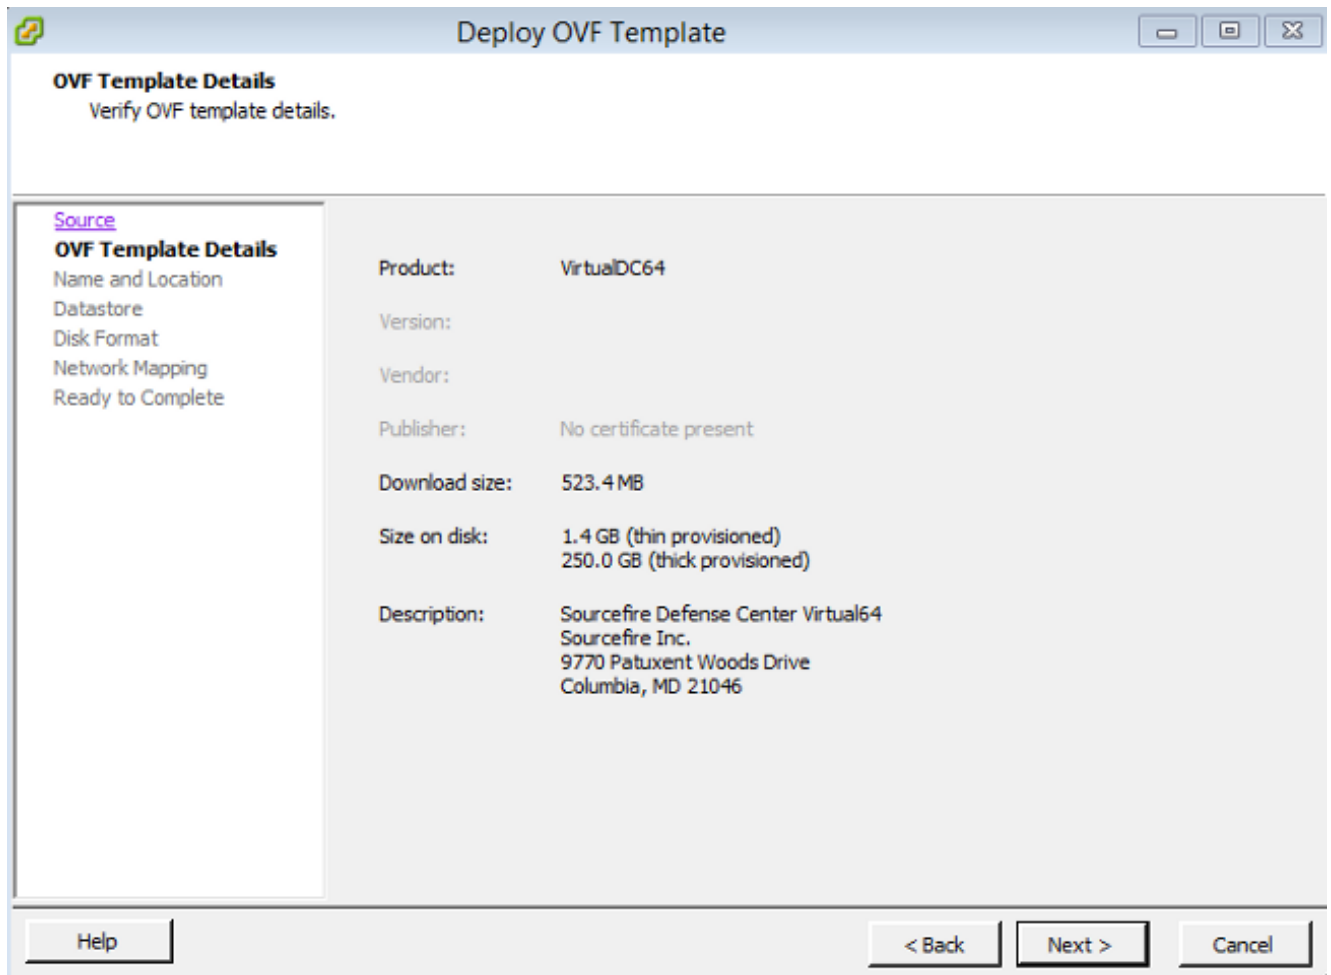 Deploy OVF Template
OVF Template Details
Verify OVF template details.
Source
OVF Template Details
Name and Location
Datastore
Disk Format
Network Mapping
Ready to Complete
Product: VirtualDC64
Version:
Vendor:
Publisher: No certificate present
Download size: 523.4 MB
Size on disk: 1.4 GB (thin provisioned)
250.0 GB (thick provisioned)
Description: Sourcefire Defense Center Virtual64
Sourcefire Inc.
9770 Patuxent Woods Drive
Columbia, MD 21046
Help < Back Next > Cancel